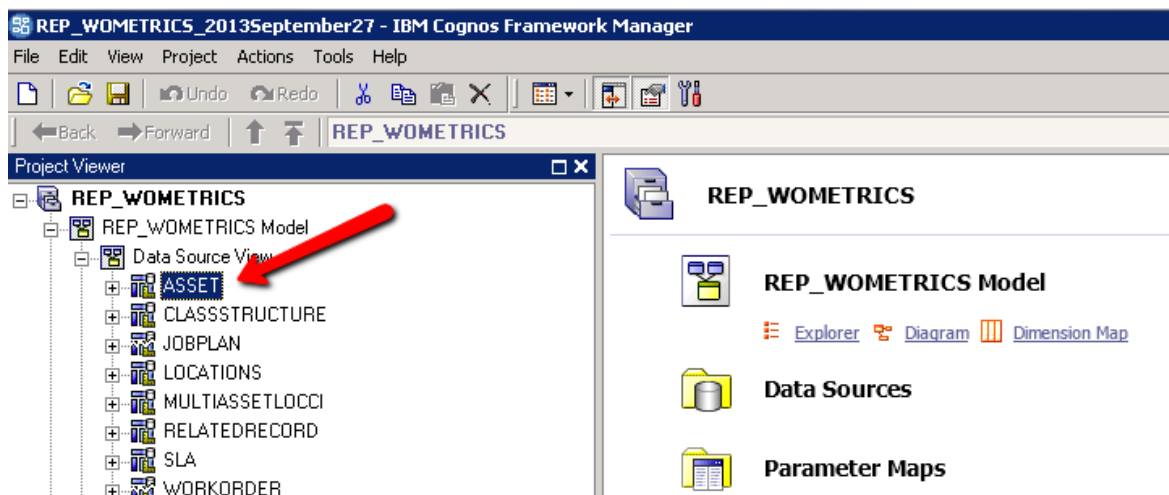 REP_WOMETRICS_2013September27 - IBM Cognos Framework Manager
File Edit View Project Actions Tools Help
Undo Redo
Back Forward REP_WOMETRICS
Project Viewer
REP_WOMETRICS
REP_WOMETRICS Model
Data Source View
ASSET
CLASSSTRUCTURE
JOBPLAN
LOCATIONS
MULTIASSETLOCCI
RELATEDRECORD
SLA
WORKORDER
REP_WOMETRICS
REP_WOMETRICS Model
Explorer Diagram Dimension Map
Data Sources
Parameter Maps